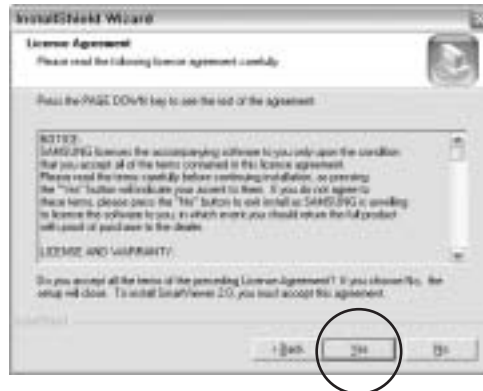 InstallShield Wizard
License Agreement
Please read the following license agreement carefully.
Press the PAGE DOWN key to see the rest of the agreement.
NOTICE:
SAMSUNG licenses the accompanying software to you only upon the condition
that you accept all of the terms contained in this license agreement.
Please read the terms carefully before continuing installation, as pressing
the "Yes" button will indicate your assent to them. If you do not agree to
these terms, please press the "No" button to exit install as SAMSUNG is unwilling
to license the software to you, in which event you should return the full product
with proof of purchase to the dealer.
LICENSE AND WARRANTY:
Do you accept all the terms of the preceding License Agreement? If you choose No, the
setup will close. To install SmartViewer 2.0, you must accept this agreement.
InstallShield
< Back
Yes
No